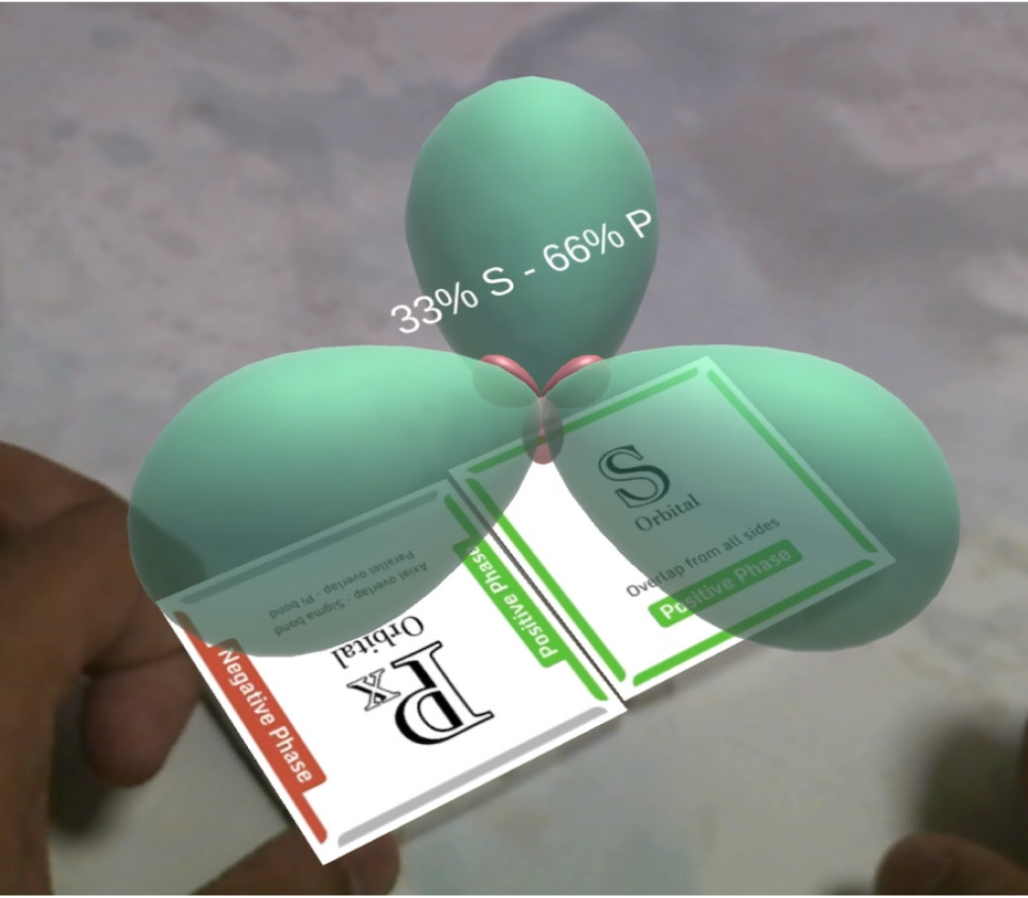 33% S - 66% P
S
Orbital
Overlap from all sides
Positive Phase
Positive Phase
Negative Phase
Px
Orbital
Axial overlap - Sigma bond
Parallel overlap - Pi bond